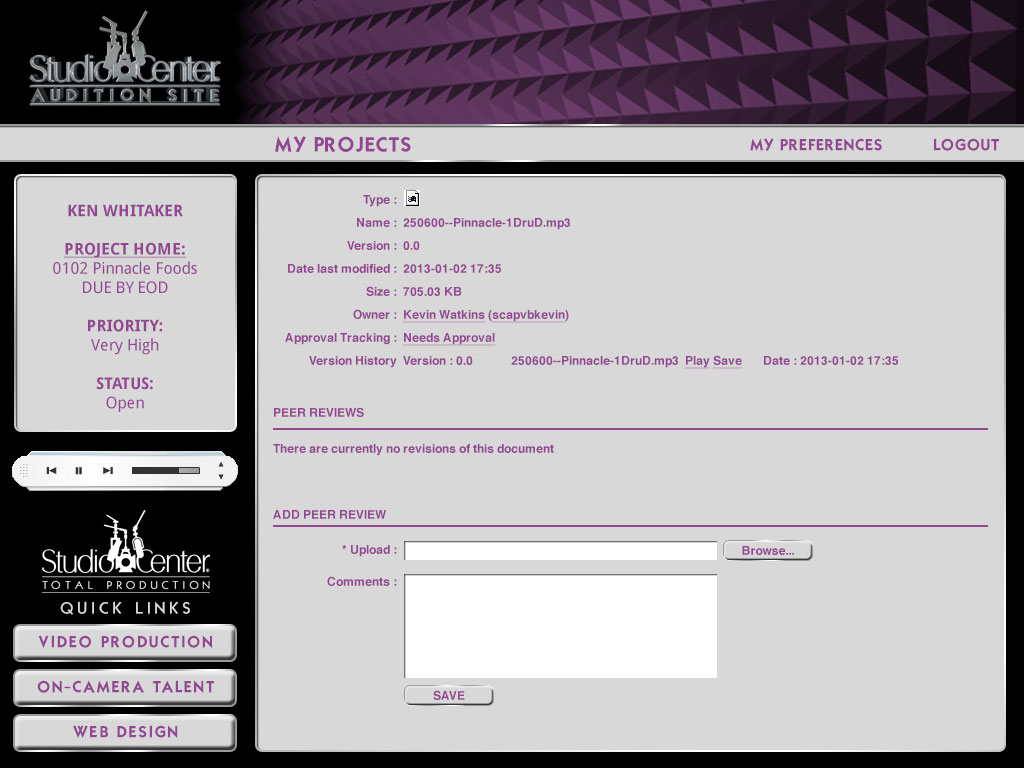 Studio Center
AUDITION SITE
MY PROJECTS
MY PREFERENCES
LOGOUT
KEN WHITAKER
PROJECT HOME:
0102 Pinnacle Foods
DUE BY EOD
PRIORITY:
Very High
STATUS:
Open
Studio Center
TOTAL PRODUCTION
QUICK LINKS
VIDEO PRODUCTION
ON-CAMERA TALENT
WEB DESIGN
Type :
Name : 250600--Pinnacle-1DruD.mp3
Version : 0.0
Date last modified : 2013-01-02 17:35
Size : 705.03 KB
Owner : Kevin Watkins (scapvbkevin)
Approval Tracking : Needs Approval
Version History Version : 0.0 250600--Pinnacle-1DruD.mp3 Play Save Date : 2013-01-02 17:35
PEER REVIEWS
There are currently no revisions of this document
ADD PEER REVIEW
* Upload : Browse...
Comments :
SAVE